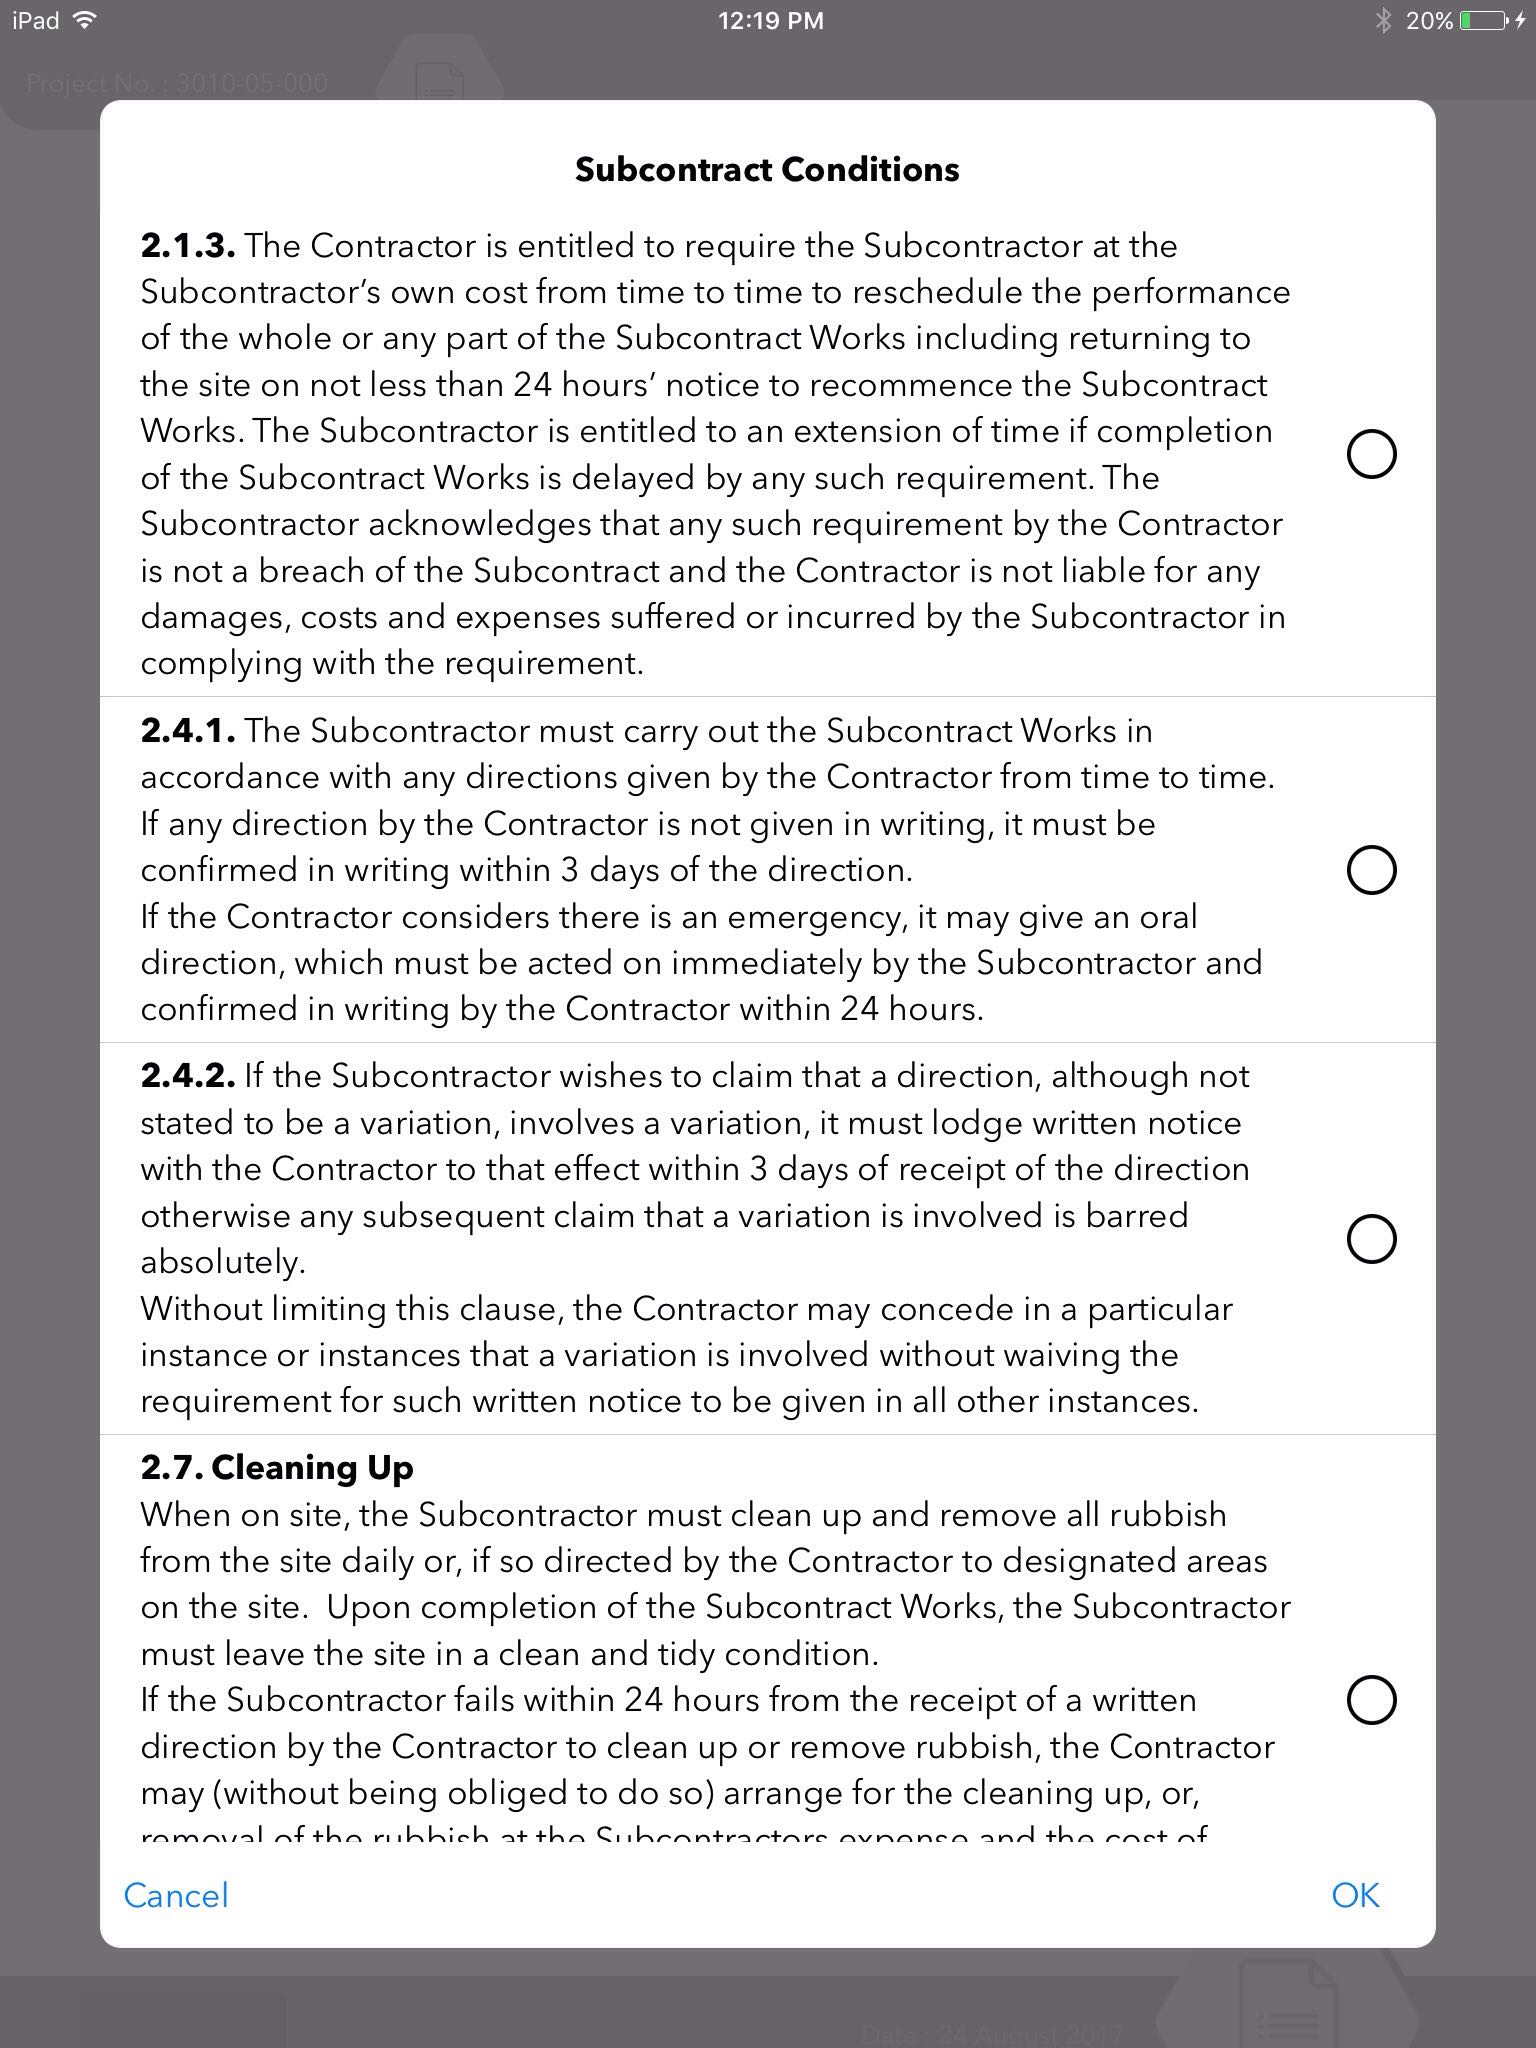 iPad
12:19 PM
20%
Project No. : 3010-05-000
Subcontract Conditions
2.1.3. The Contractor is entitled to require the Subcontractor at the
Subcontractor’s own cost from time to time to reschedule the performance
of the whole or any part of the Subcontract Works including returning to
the site on not less than 24 hours’ notice to recommence the Subcontract
Works. The Subcontractor is entitled to an extension of time if completion
of the Subcontract Works is delayed by any such requirement. The
Subcontractor acknowledges that any such requirement by the Contractor
is not a breach of the Subcontract and the Contractor is not liable for any
damages, costs and expenses suffered or incurred by the Subcontractor in
complying with the requirement.
2.4.1. The Subcontractor must carry out the Subcontract Works in
accordance with any directions given by the Contractor from time to time.
If any direction by the Contractor is not given in writing, it must be
confirmed in writing within 3 days of the direction.
If the Contractor considers there is an emergency, it may give an oral
direction, which must be acted on immediately by the Subcontractor and
confirmed in writing by the Contractor within 24 hours.
2.4.2. If the Subcontractor wishes to claim that a direction, although not
stated to be a variation, involves a variation, it must lodge written notice
with the Contractor to that effect within 3 days of receipt of the direction
otherwise any subsequent claim that a variation is involved is barred
absolutely.
Without limiting this clause, the Contractor may concede in a particular
instance or instances that a variation is involved without waiving the
requirement for such written notice to be given in all other instances.
2.7. Cleaning Up
When on site, the Subcontractor must clean up and remove all rubbish
from the site daily or, if so directed by the Contractor to designated areas
on the site.  Upon completion of the Subcontract Works, the Subcontractor
must leave the site in a clean and tidy condition.
If the Subcontractor fails within 24 hours from the receipt of a written
direction by the Contractor to clean up or remove rubbish, the Contractor
may (without being obliged to do so) arrange for the cleaning up, or,
removal of the rubbish at the Subcontractors expense and the cost of
Cancel
OK
Date : 24 August 2017